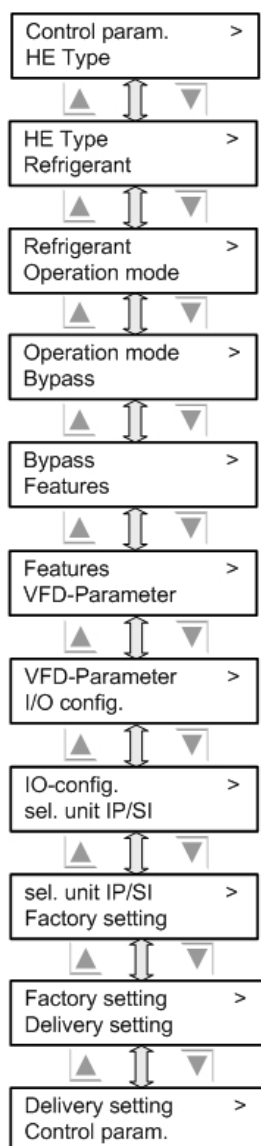 Control param. >
HE Type
HE Type >
Refrigerant
Refrigerant >
Operation mode
Operation mode >
Bypass
Bypass >
Features
Features >
VFD-Parameter
VFD-Parameter >
I/O config.
IO-config. >
sel. unit IP/SI
sel. unit IP/SI >
Factory setting
Factory setting >
Delivery setting
Delivery setting >
Control param.